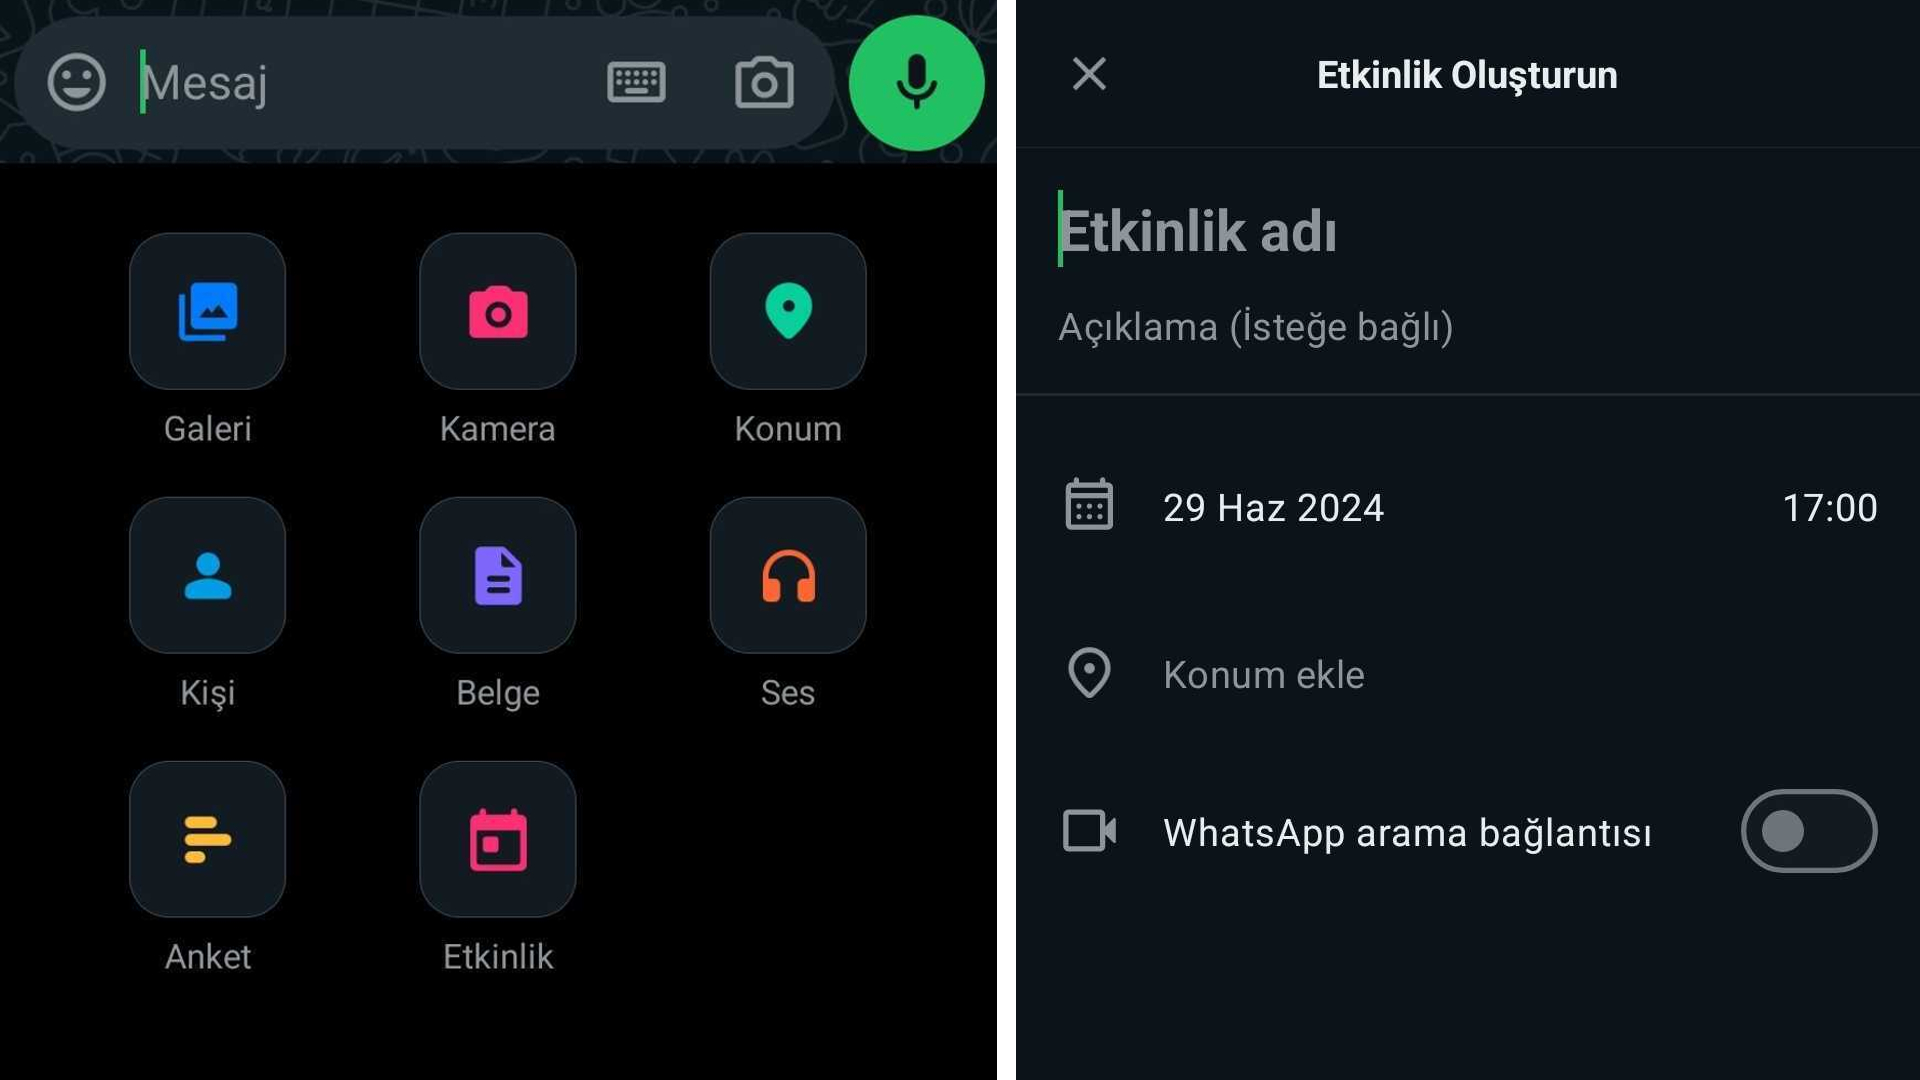 Mesaj
Galeri
Kamera
Konum
Kişi
Belge
Ses
Anket
Etkinlik
Etkinlik Oluşturun
Etkinlik adı
Açıklama (İsteğe bağlı)
29 Haz 2024 17:00
Konum ekle
WhatsApp arama bağlantısı